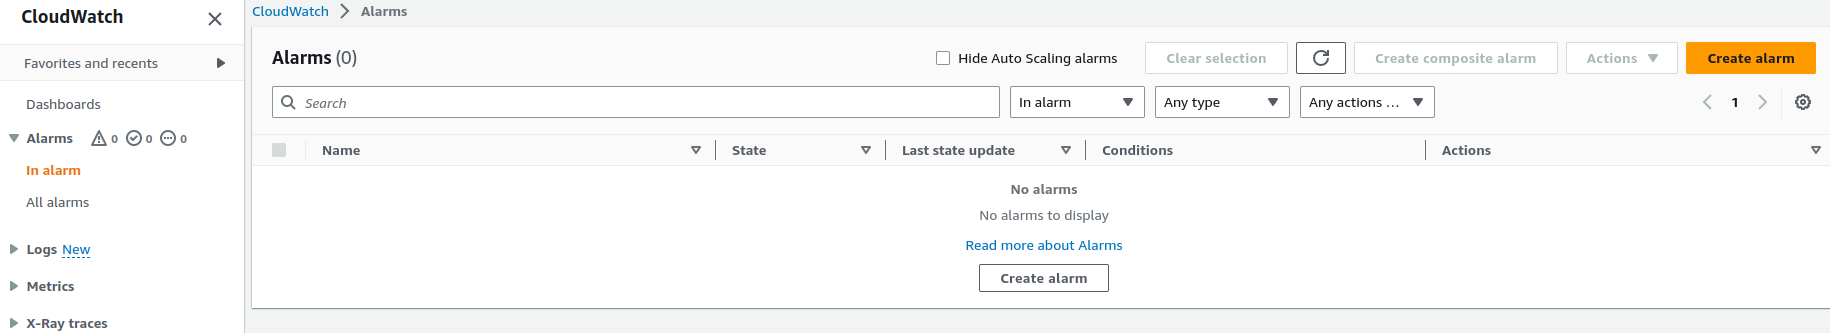 CloudWatch
Favorites and recents
Dashboards
Alarms 0 0 0
In alarm
All alarms
Logs New
Metrics
X-Ray traces
CloudWatch Alarms
Alarms (0)
Hide Auto Scaling alarms
Clear selection
Create composite alarm
Actions
Create alarm
Search
In alarm
Any type
Any actions ...
1
Name State Last state update Conditions Actions
No alarms
No alarms to display
Read more about Alarms
Create alarm